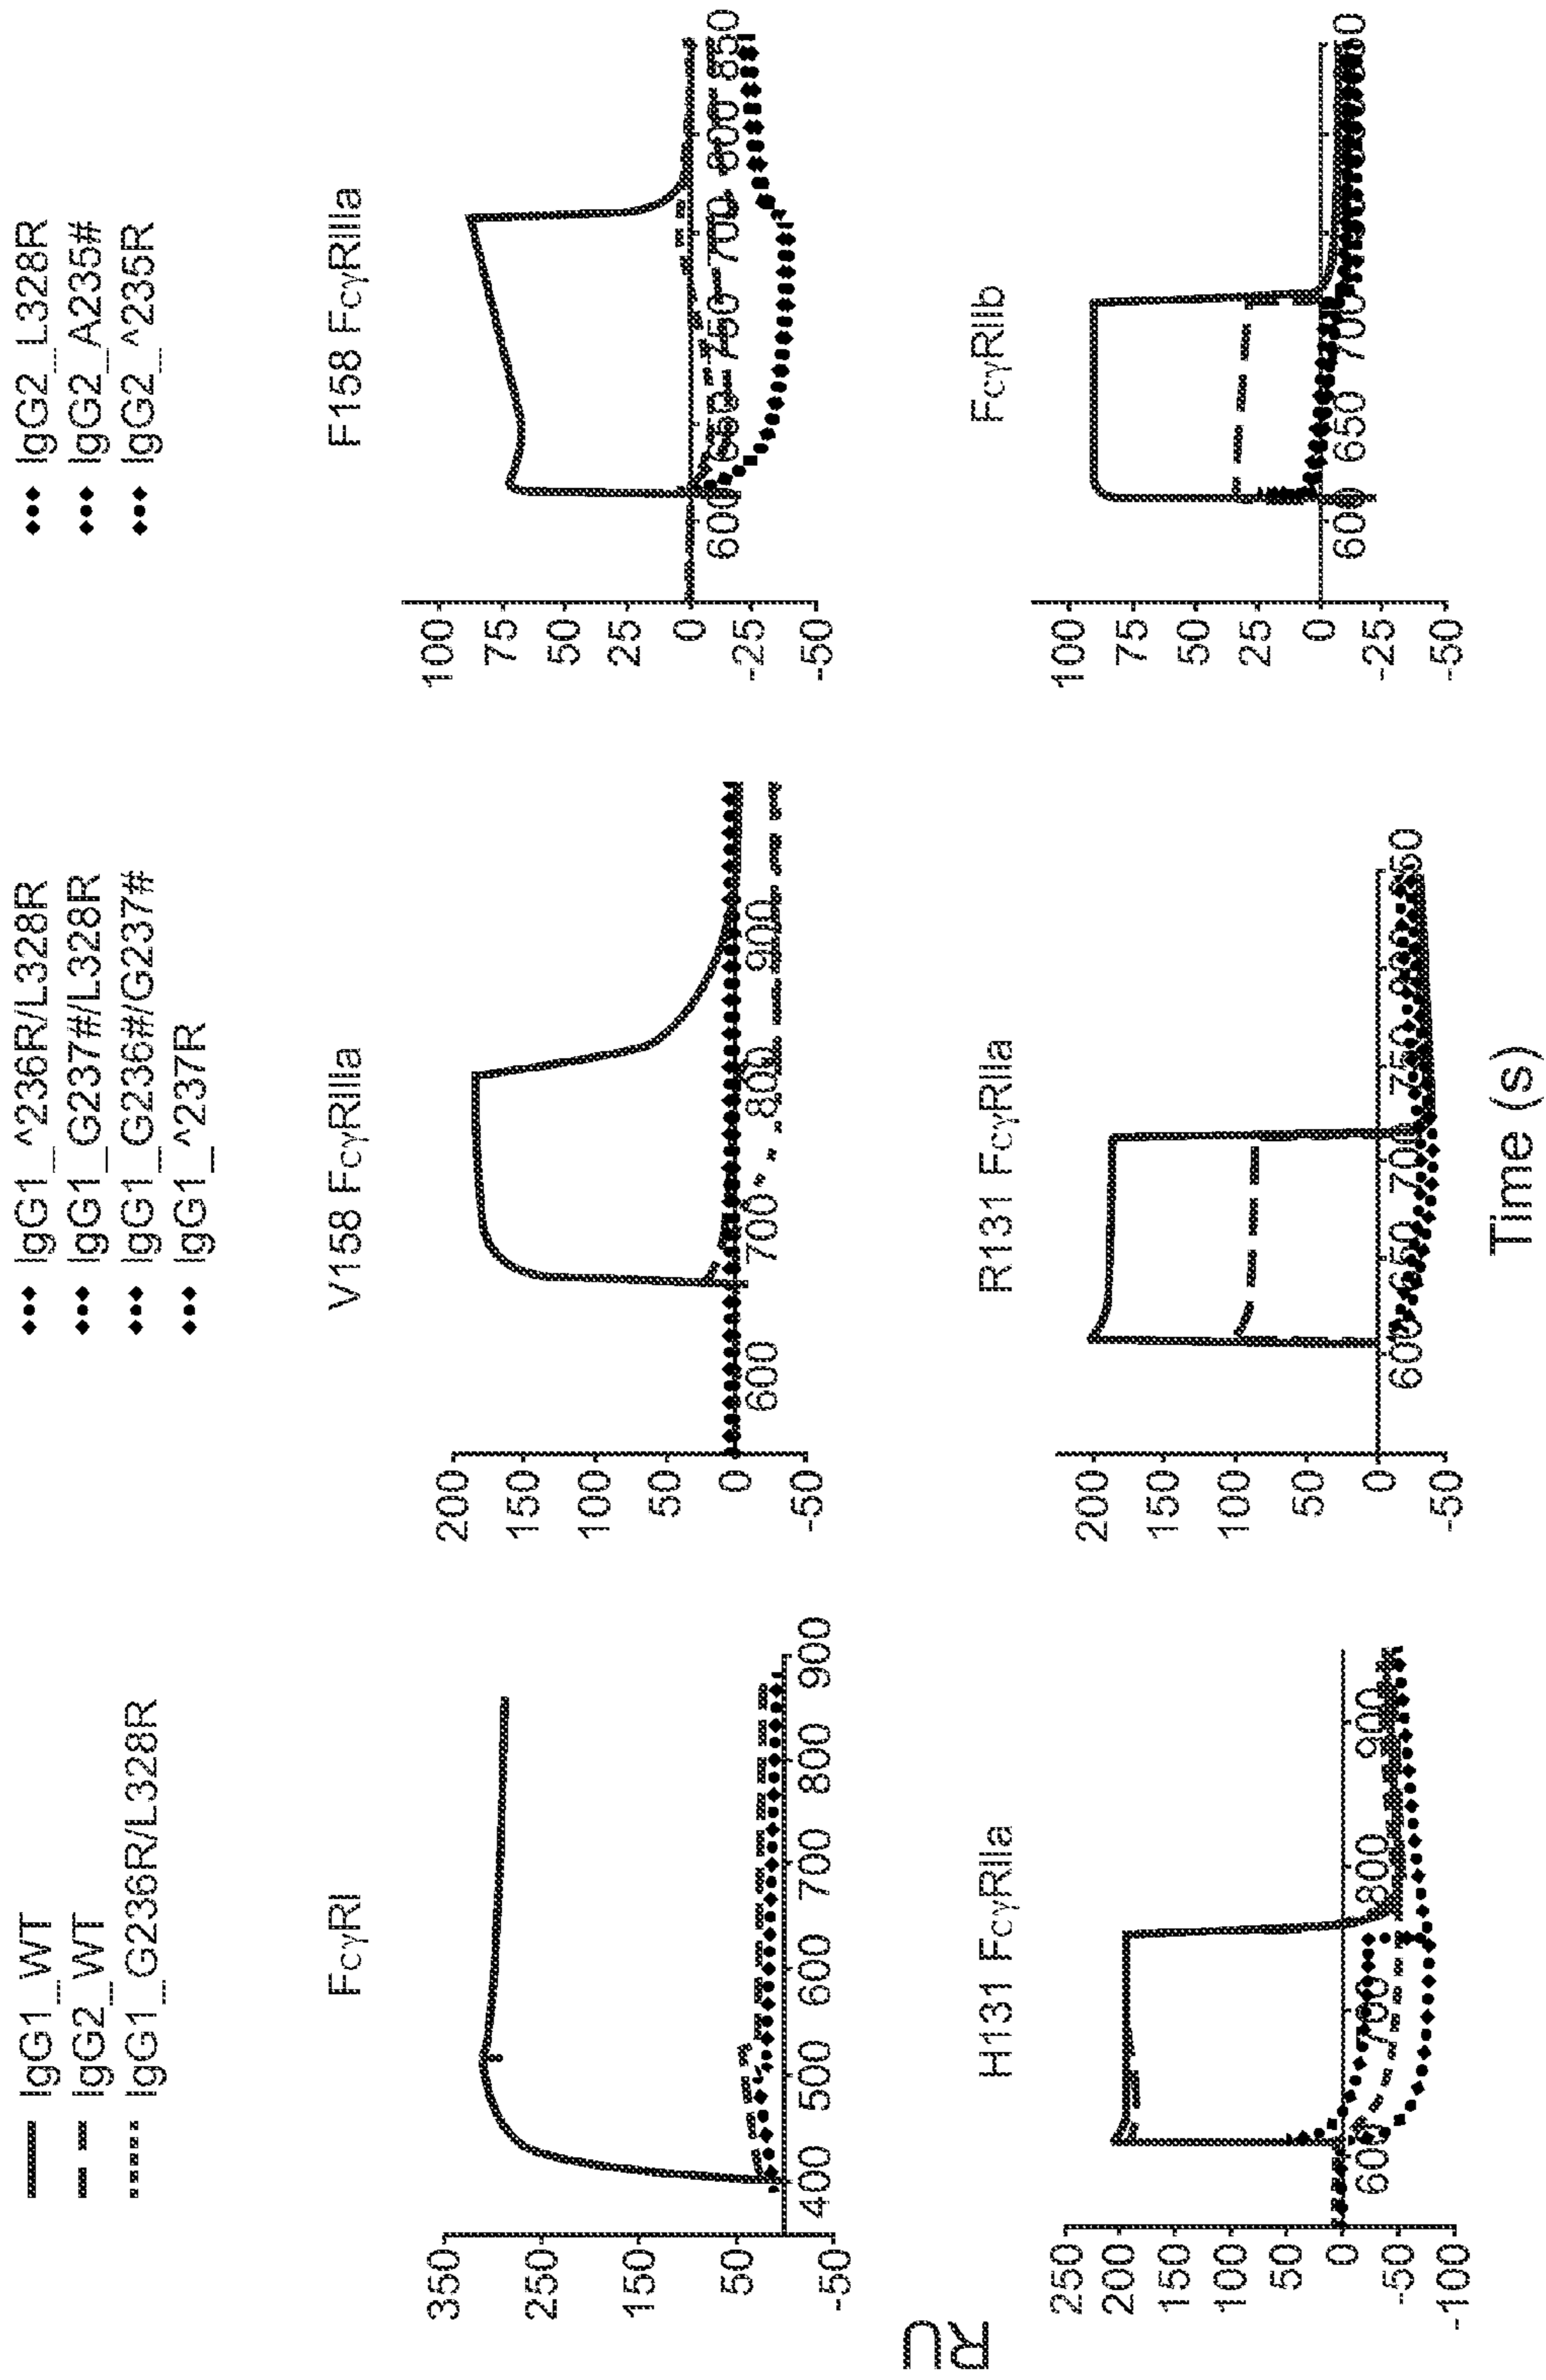 IgG1_WT
IgG2_WT
IgG1_G236R/L328R
IgG1_^236R/L328R
IgG1_G237#/L328R
IgG1_G236#/G237#
IgG1_^237R
IgG2_L328R
IgG2_A235#
IgG2_^235R
FcγRI
350
250
150
50
-50
400 500 600 700 800 900
V158 FcγRIIIa
200
150
100
50
0
-50
600 700 800 900
F158 FcγRIIIa
100
75
50
25
0
-25
-50
600 650 750 700 800 850
RU
H131 FcγRIIa
250
200
150
100
50
0
-50
-100
600 700 800 900
R131 FcγRIIa
200
150
100
50
0
-50
600 650 700 750
FcγRIIb
100
75
50
25
0
-25
-50
600 650 700
Time (s)